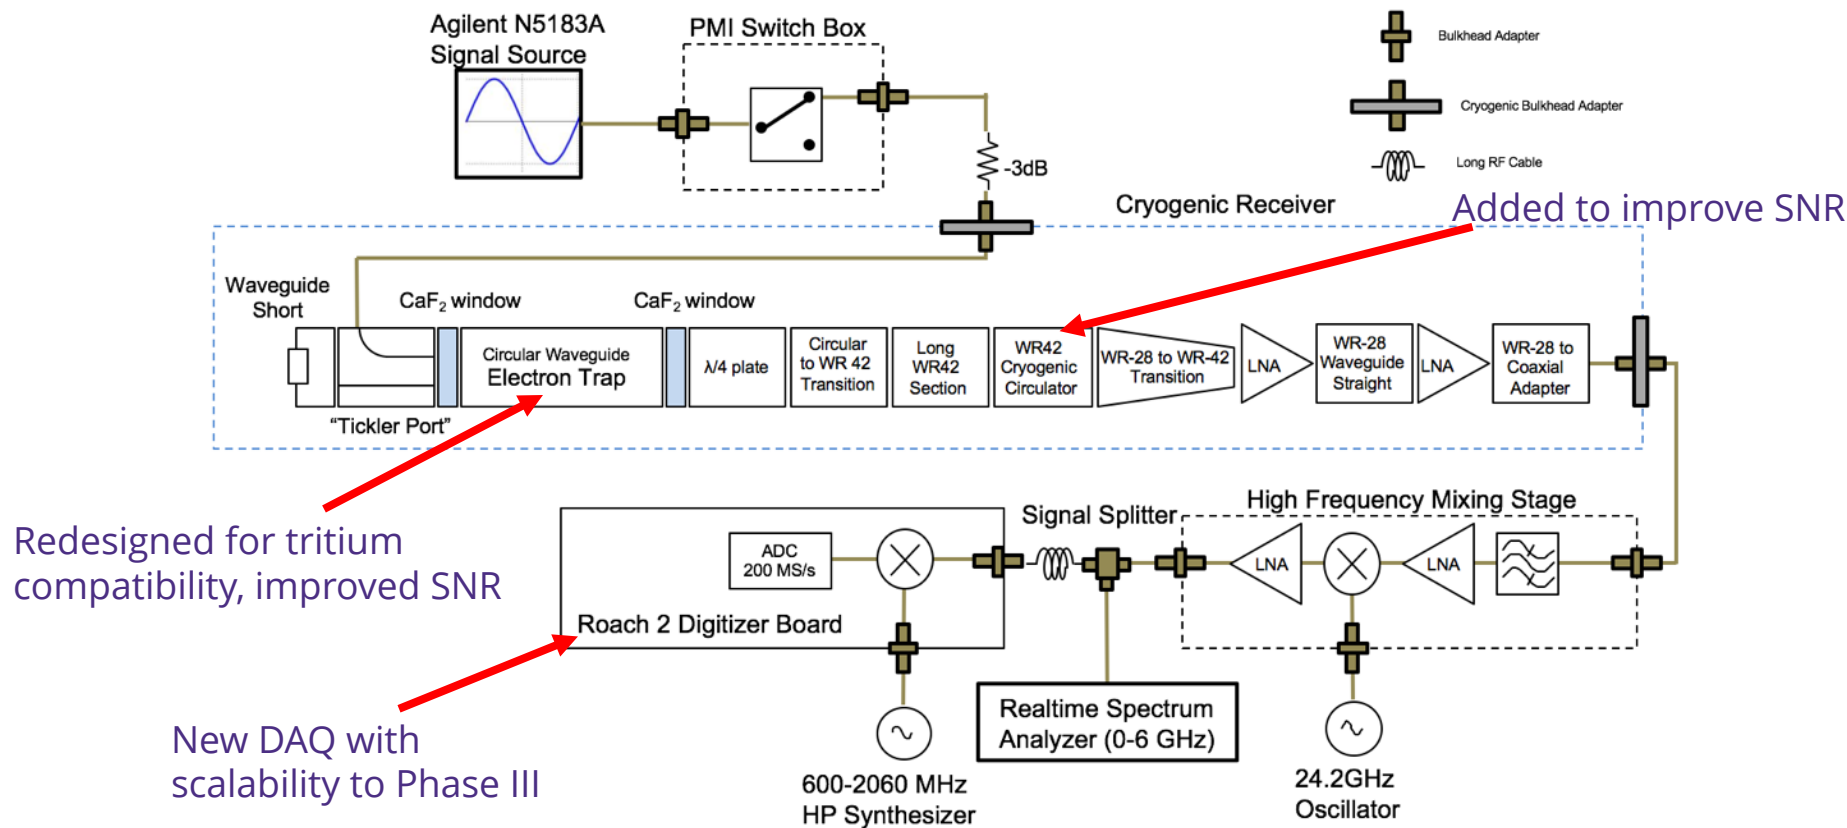 Agilent N5183A
Signal Source
PMI Switch Box
Bulkhead Adapter
Cryogenic Bulkhead Adapter
Long RF Cable
-3dB
Cryogenic Receiver
Added to improve SNR
Waveguide
Short
CaF₂ window
CaF₂ window
Circular Waveguide
Electron Trap
λ/4 plate
Circular
to WR 42
Transition
Long
WR42
Section
WR42
Cryogenic
Circulator
WR-28 to WR-42
Transition
LNA
WR-28
Waveguide
Straight
LNA
WR-28 to
Coaxial
Adapter
“Tickler Port”
Redesigned for tritium
compatibility, improved SNR
ADC
200 MS/s
Roach 2 Digitizer Board
Signal Splitter
High Frequency Mixing Stage
LNA
LNA
New DAQ with
scalability to Phase III
600-2060 MHz
HP Synthesizer
Realtime Spectrum
Analyzer (0-6 GHz)
24.2GHz
Oscillator